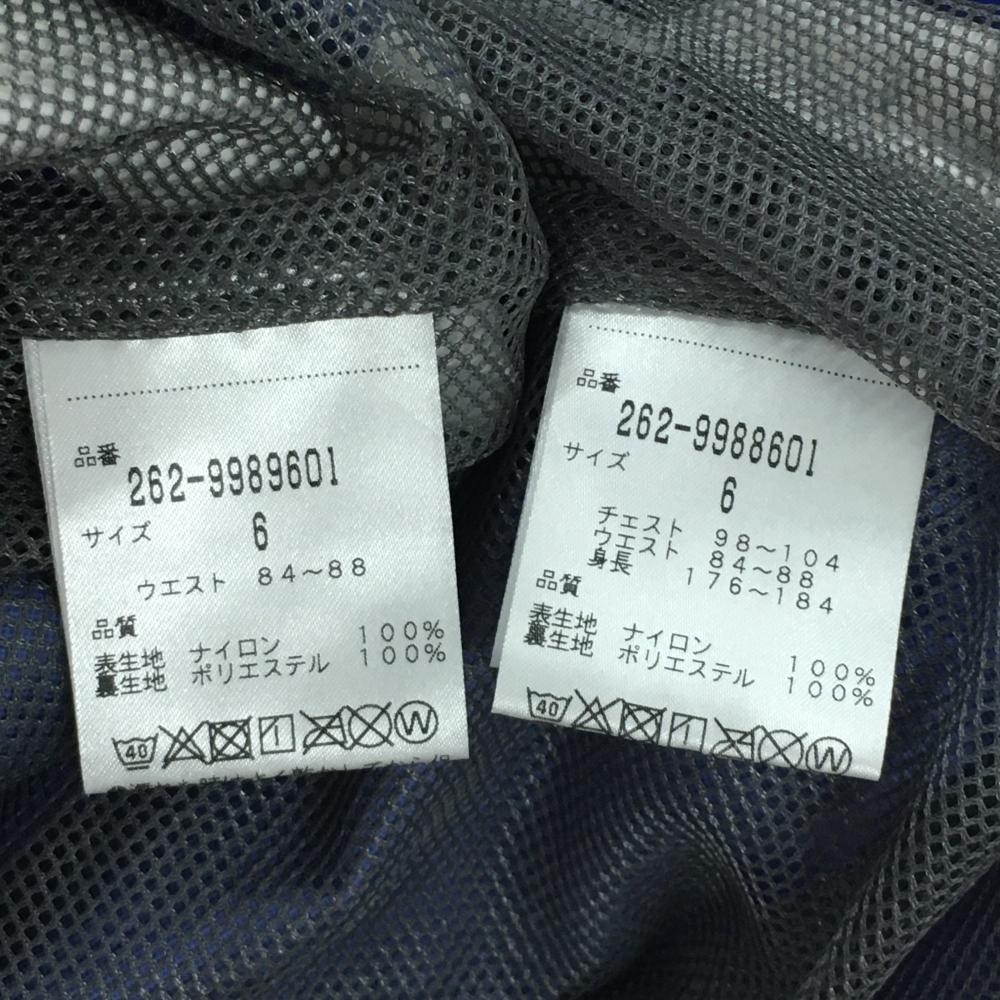 品番
262-9989601
サイズ 6
ウエスト 84～88
品質
表生地 ナイロン 100%
裏生地 ポリエステル 100%
40 W
品番
262-9988601
サイズ
6
チェスト 98～104
ウエスト 84～88
身長 176～184
品質
表生地 ナイロン 100%
裏生地 ポリエステル 100%
40 W